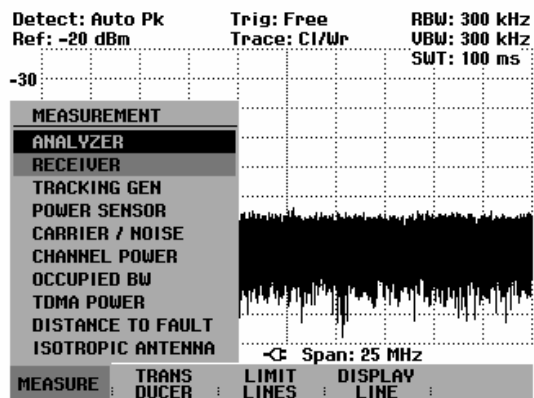 Detect: Auto Pk Trig: Free RBW: 300 kHz
Ref: -20 dBm Trace: Cl/Wr VBW: 300 kHz
SWT: 100 ms
-30
MEASUREMENT
ANALYZER
RECEIVER
TRACKING GEN
POWER SENSOR
CARRIER / NOISE
CHANNEL POWER
OCCUPIED BW
TDMA POWER
DISTANCE TO FAULT
ISOTROPIC ANTENNA
Span: 25 MHz
MEASURE TRANS LIMIT DISPLAY
DUCER LINES LINE